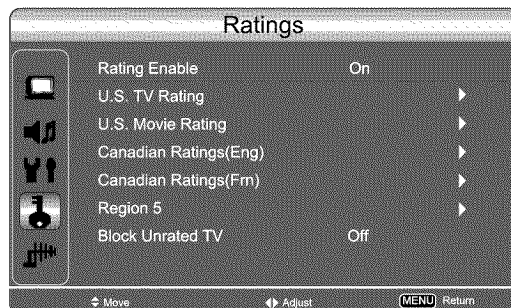 Ratings
Rating Enable On
U.S. TV Rating
U.S. Movie Rating
Canadian Ratings(Eng)
Canadian Ratings(Frn)
Region 5
Block Unrated TV Off
Move Adjust MENU Return